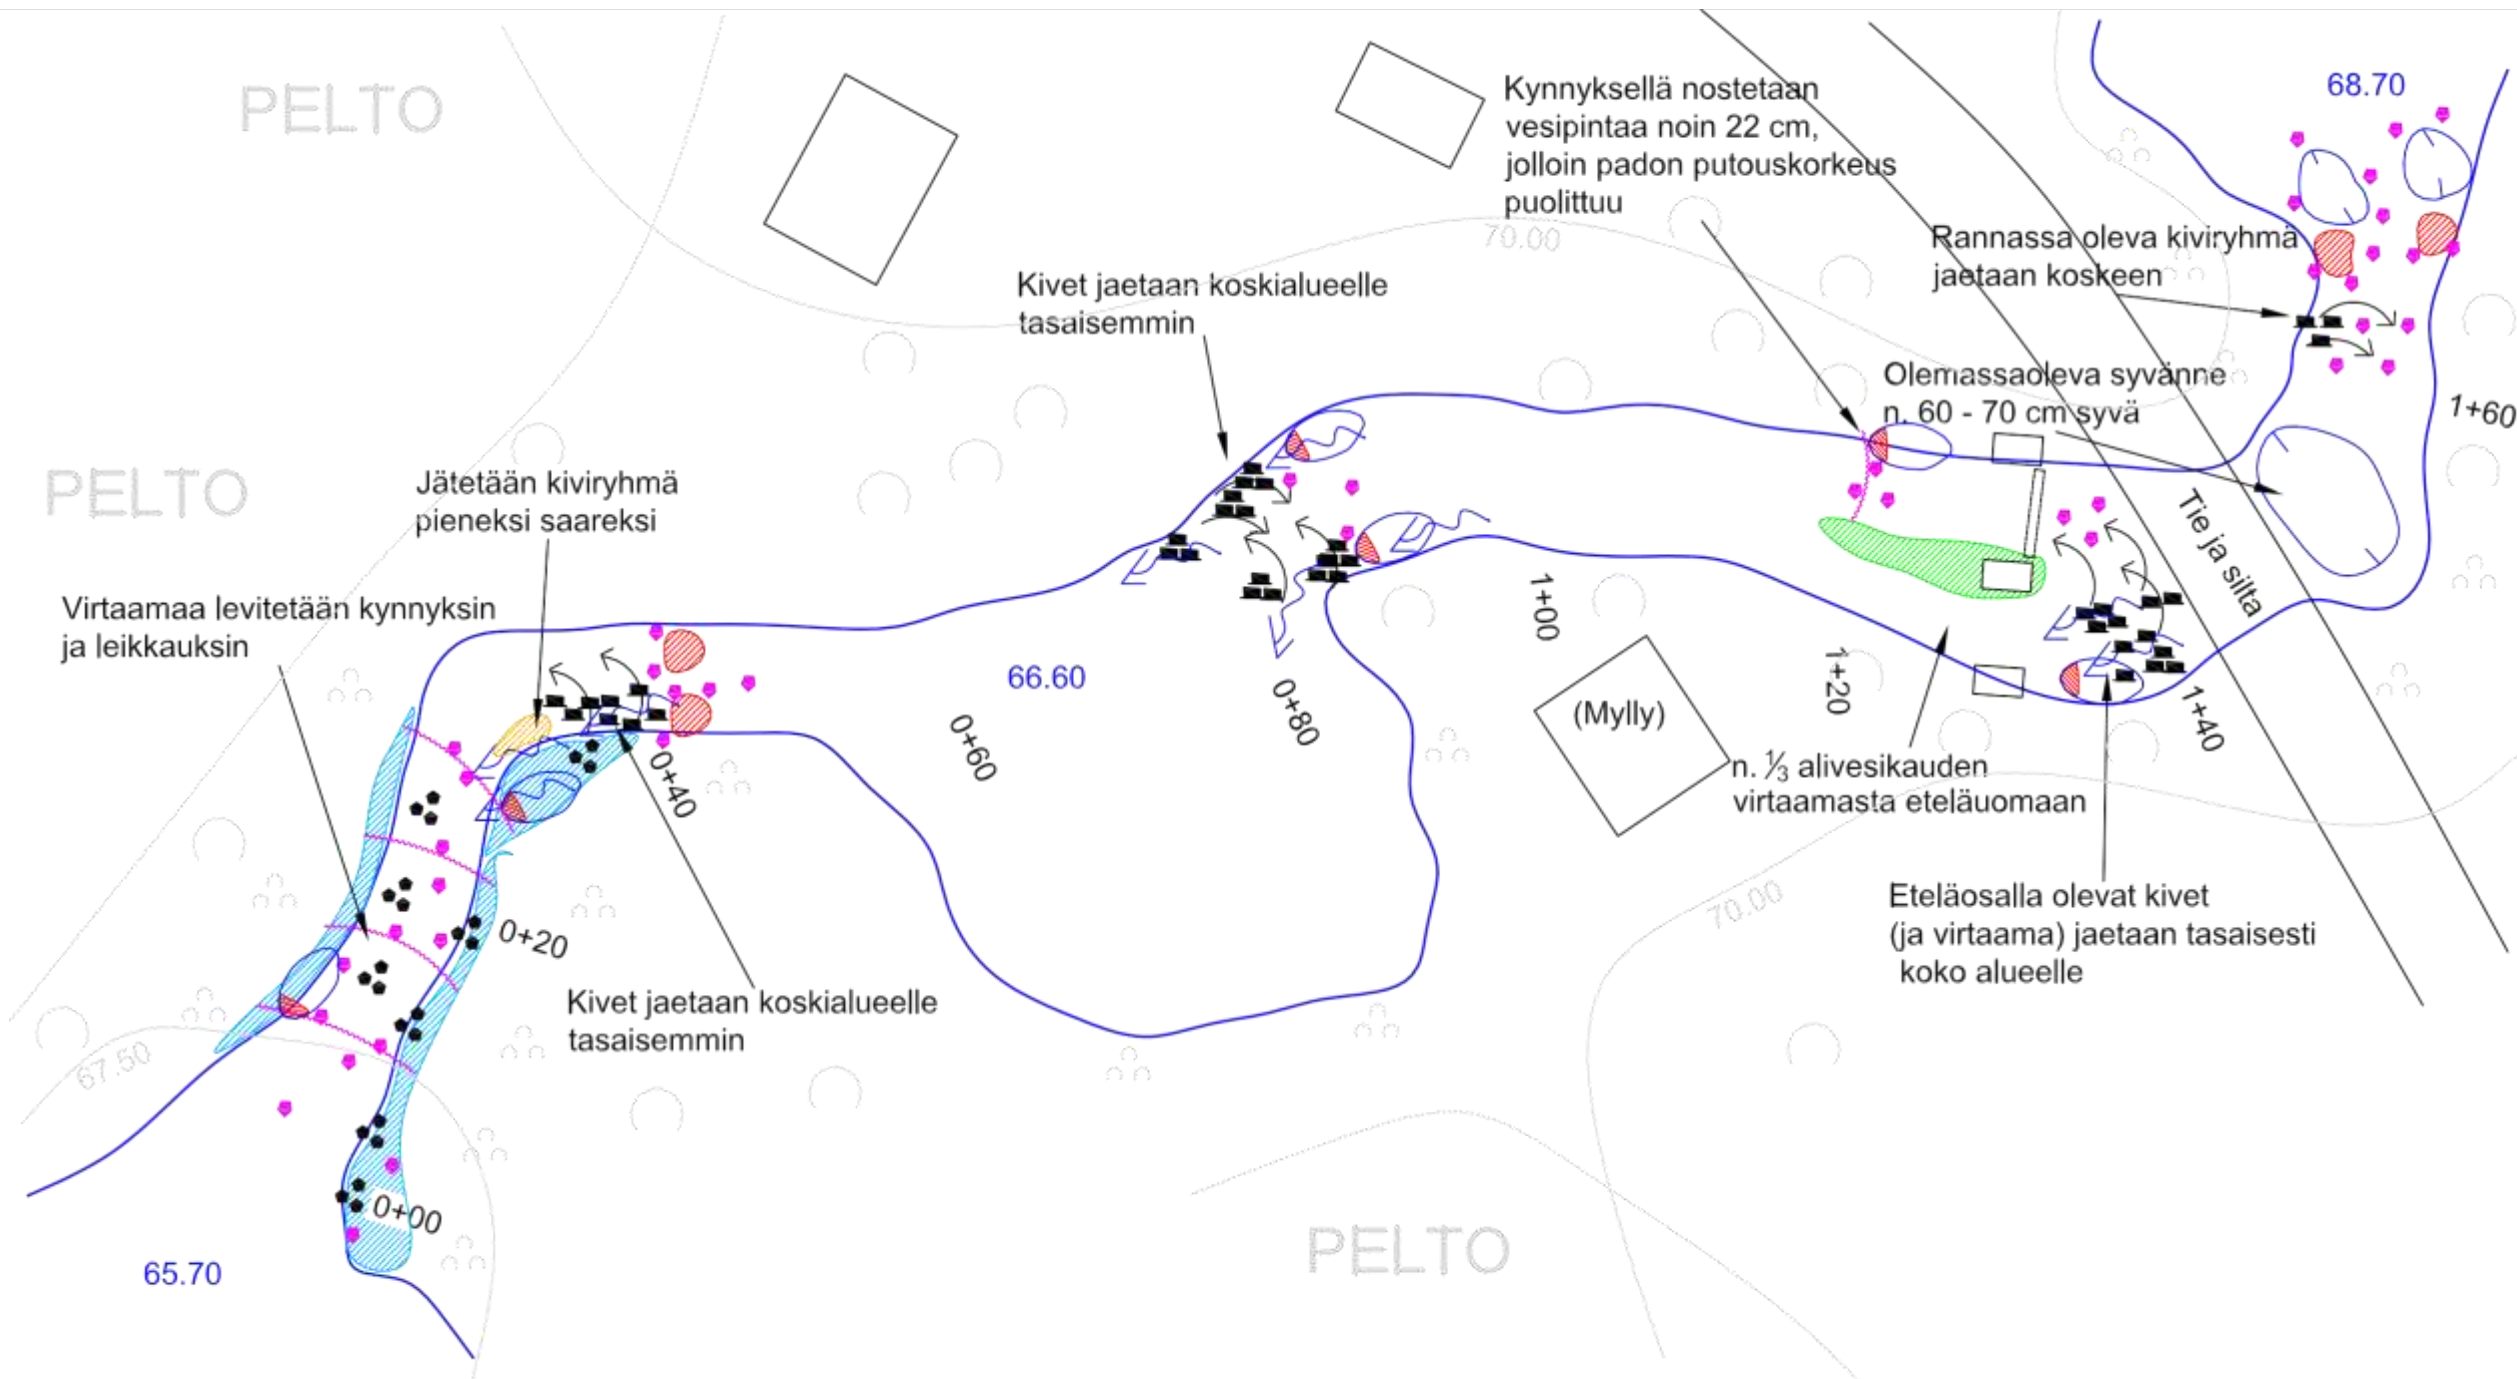 PELTO
Kynnyksellä nostetaan
vesipintaa noin 22 cm,
jolloin padon putouskorkeus
puolittuu
68.70
70.00
Rannassa oleva kiviryhmä
jaetaan koskeen
Kivet jaetaan koskialueelle
tasaisemmin
Olemassaoleva syvänne
n. 60 - 70 cm syvä
1+60
PELTO
Jätetään kiviryhmä
pieneksi saareksi
Tie ja silta
Virtaamaa levitetään kynnyksin
ja leikkauksin
66.60
1+00
1+20
0+80
(Mylly)
1+40
0+60
0+40
n. ⅓ alivesikauden
virtaamasta eteläuomaan
70.00
Eteläosalla olevat kivet
(ja virtaama) jaetaan tasaisesti
koko alueelle
0+20
Kivet jaetaan koskialueelle
tasaisemmin
67.50
0+00
PELTO
65.70